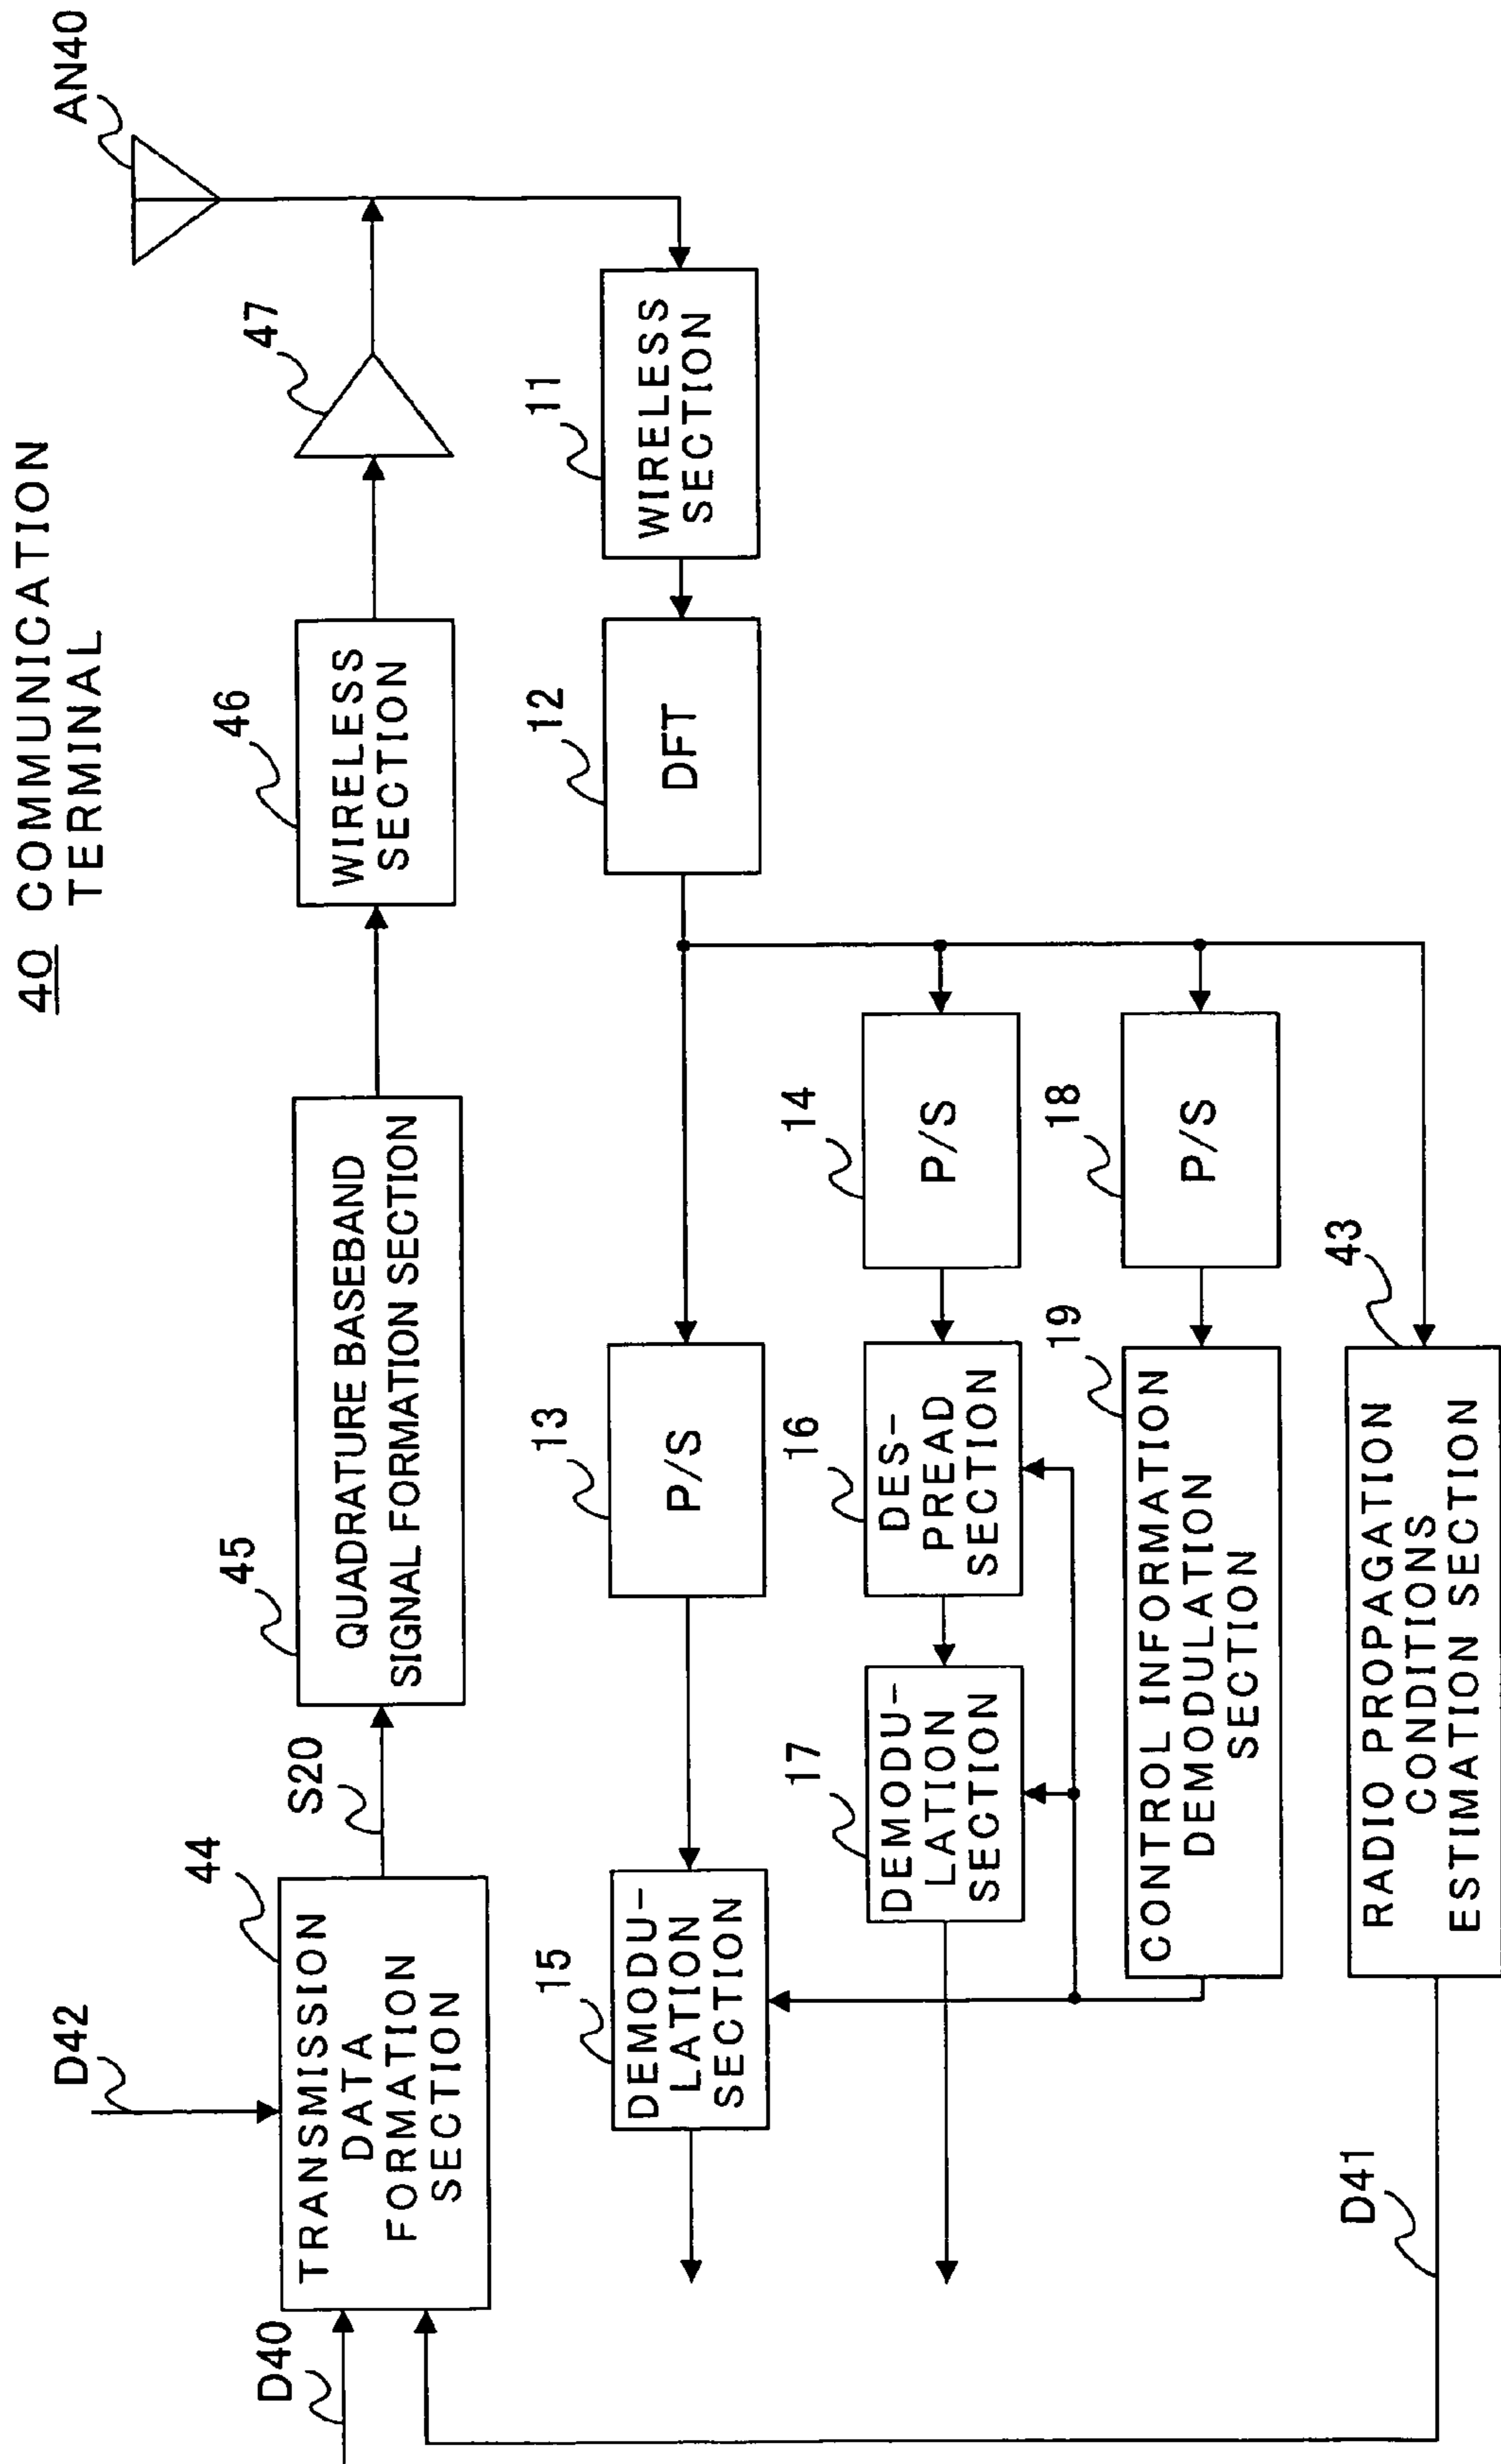 40 COMMUNICATION
TERMINAL
AN40
47
46
WIRELESS
SECTION
45
QUADRATURE BASEBAND
SIGNAL FORMATION SECTION
S20
44
TRANSMISSION
DATA
FORMATION
SECTION
D42
D40
11
WIRELESS
SECTION
12
DFT
13
P/S
15
DEMODU-
LATION
SECTION
14
P/S
16
DES-
PREAD
SECTION
17
DEMODU-
LATION
SECTION
18
P/S
19
CONTROL INFORMATION
DEMODULATION
SECTION
43
RADIO PROPAGATION
CONDITIONS
ESTIMATION SECTION
D41